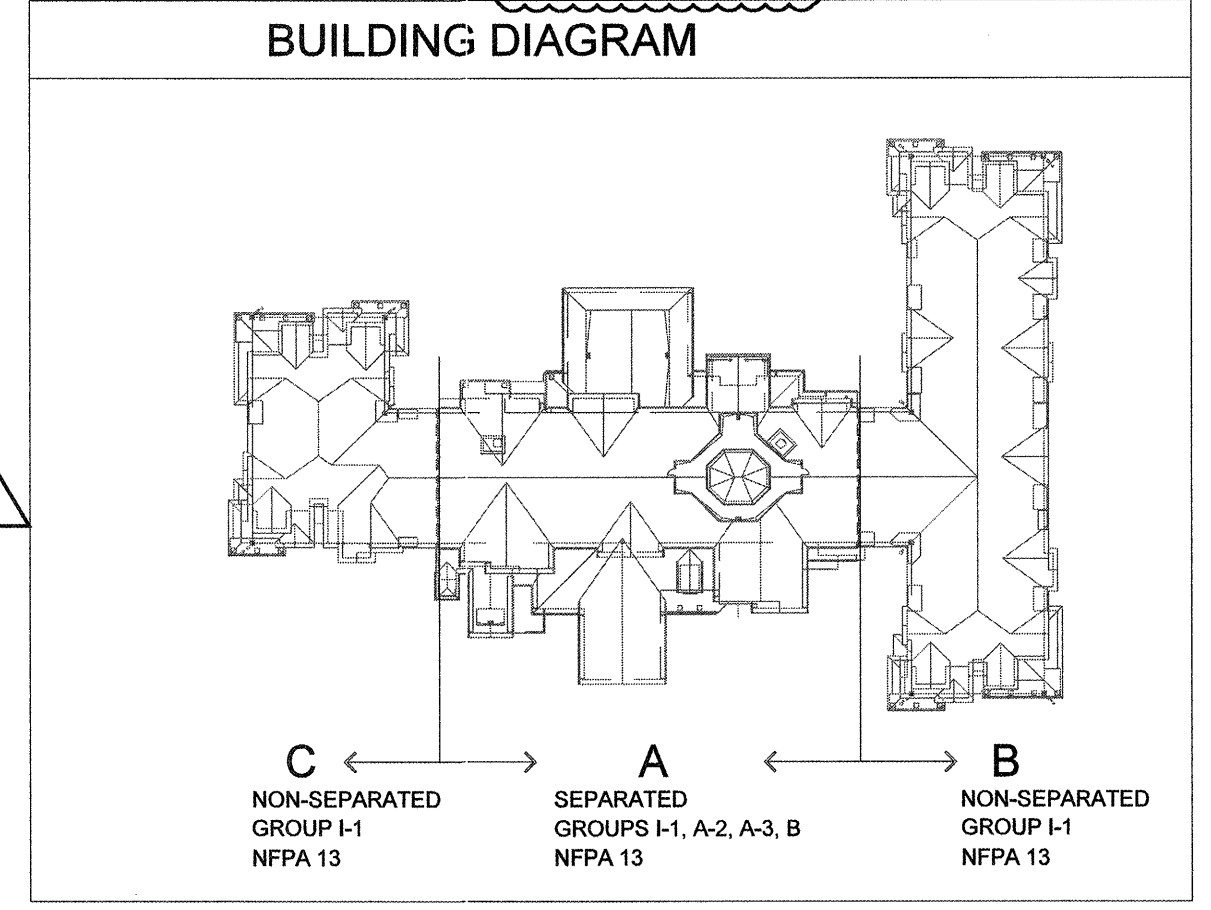 BUILDING DIAGRAM
C
NON-SEPARATED
GROUP I-1
NFPA 13
A
SEPARATED
GROUPS I-1, A-2, A-3, B
NFPA 13
B
NON-SEPARATED
GROUP I-1
NFPA 13